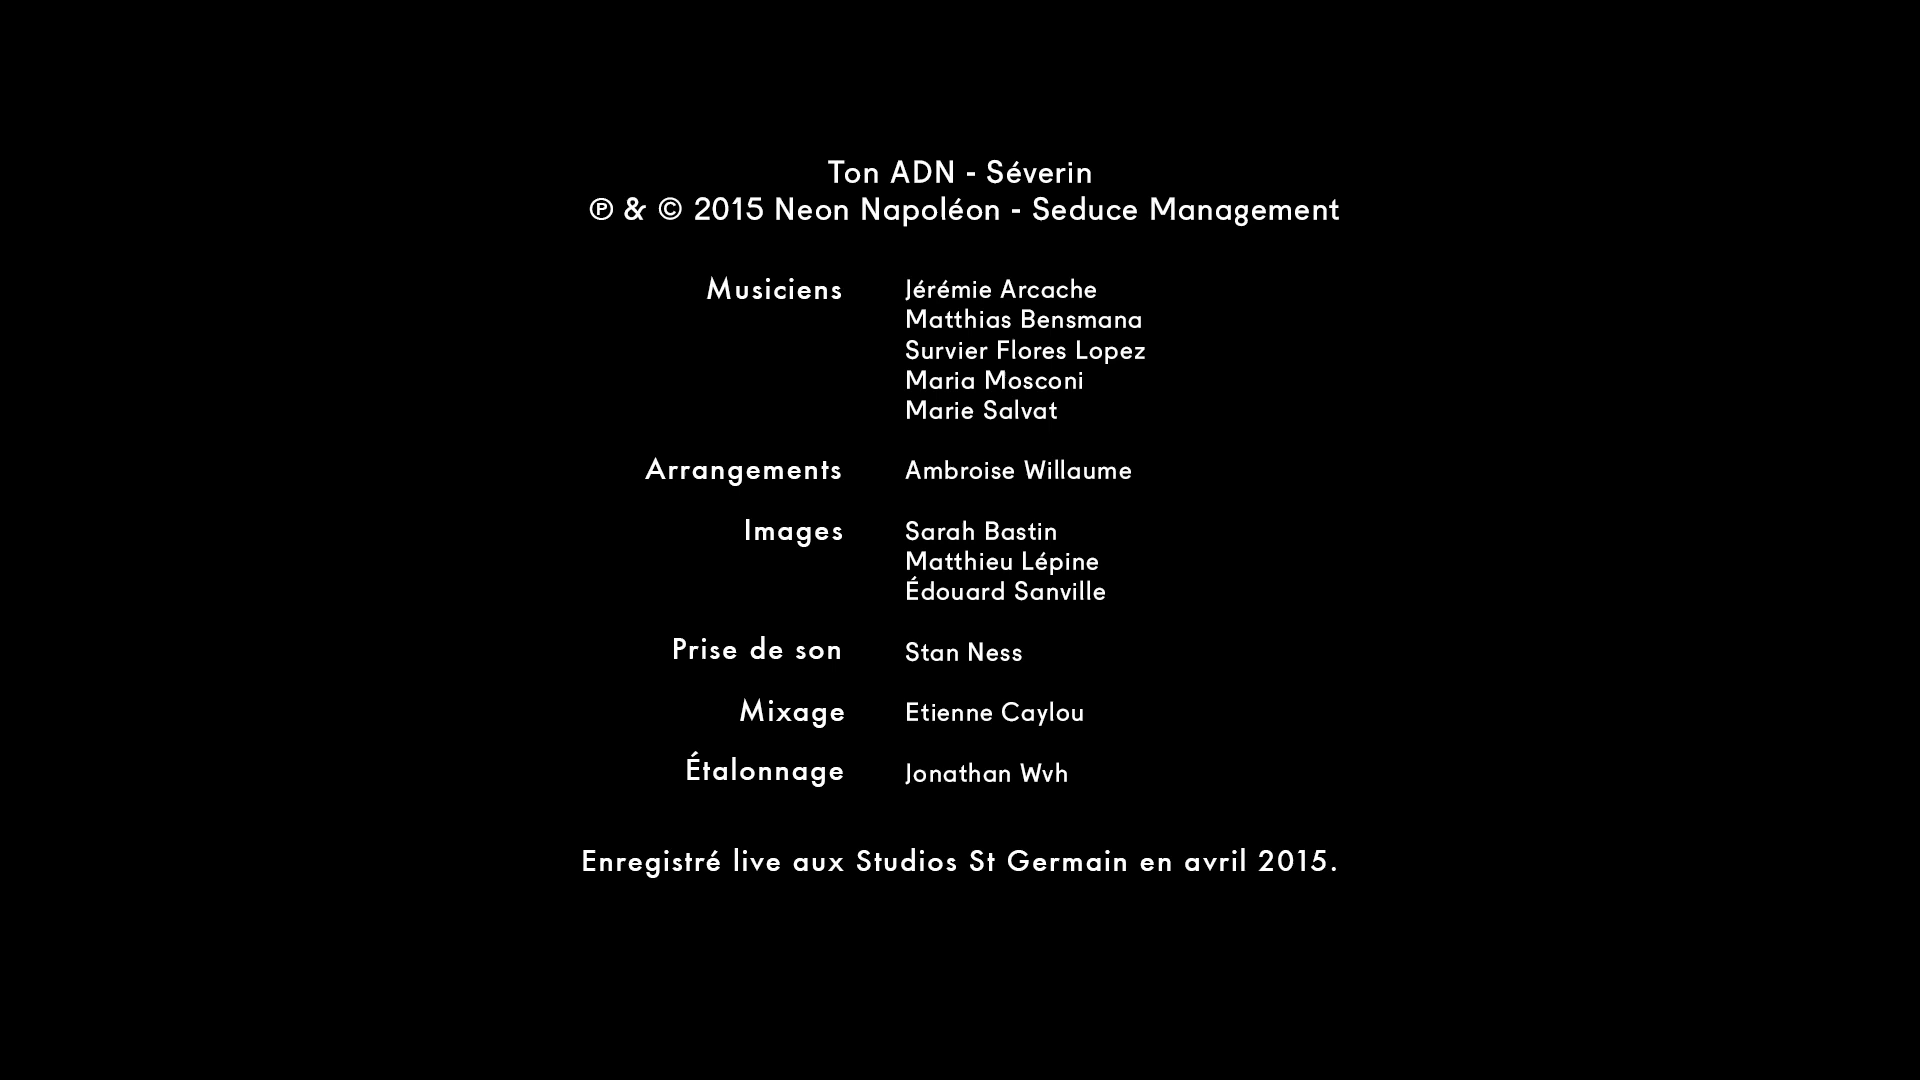 Ton ADN - Séverin
℗ & © 2015 Neon Napoléon - Seduce Management
Musiciens Jérémie Arcache
Matthias Bensmana
Survier Flores Lopez
Maria Mosconi
Marie Salvat
Arrangements Ambroise Willaume
Images Sarah Bastin
Matthieu Lépine
Édouard Sanville
Prise de son Stan Ness
Mixage Etienne Caylou
Étalonnage Jonathan Wvh
Enregistré live aux Studios St Germain en avril 2015.